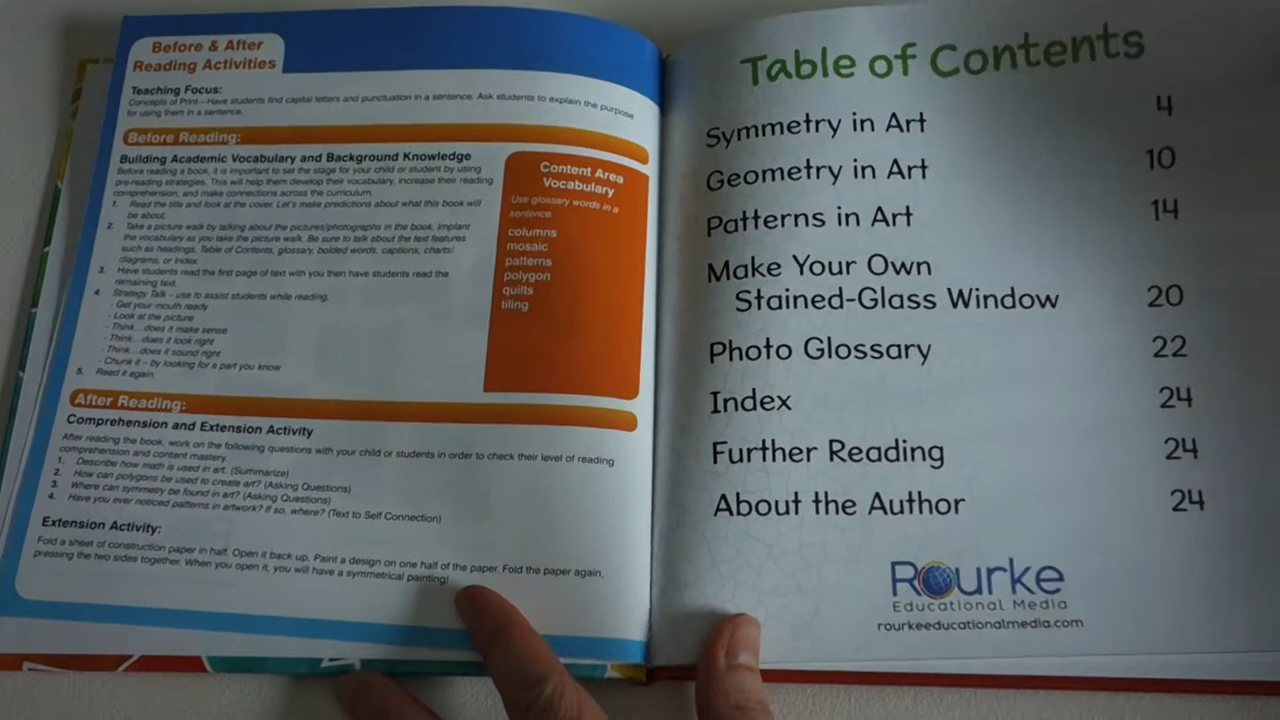 Before & After
Reading Activities
Teaching Focus:
Concepts of Print—Have students find capital letters and punctuation in a sentence. Ask students to explain the purpose
for using them in a sentence.
Before Reading:
Building Academic Vocabulary and Background Knowledge
Before reading a book, it is important to set the stage for your child or student by using
pre-reading strategies. This will help them develop their vocabulary, increase their reading
comprehension, and make connections across the curriculum.
1. Read the title and look at the cover. Let's make predictions about what this book will
be about.
2. Take a picture walk by talking about the pictures/photographs in the book. Implant
the vocabulary as you take the picture walk. Be sure to talk about the text features
such as headings, Table of Contents, glossary, bolded words, captions, charts/
diagrams, or Index.
3. Have students read the first page of text with you then have students read the
remaining text.
4. Strategy Talk – use to assist students while reading.
- Get your mouth ready
- Look at the picture
- Think...does it make sense
- Think...does it look right
- Think...does it sound right
- Chunk it – by looking for a part you know
5. Read it again.
Content Area
Vocabulary
Use glossary words in a
sentence.
columns
mosaic
patterns
polygon
quilts
tiling
After Reading:
Comprehension and Extension Activity
After reading the book, work on the following questions with your child or students in order to check their level of reading
comprehension and content mastery.
1. Describe how math is used in art. (Summarize)
2. How can polygons be used to create art? (Asking Questions)
3. Where can symmetry be found in art? (Asking Questions)
4. Have you ever noticed patterns in artwork? If so, where? (Text to Self Connection)
Extension Activity:
Fold a sheet of construction paper in half. Open it back up. Paint a design on one half of the paper. Fold the paper again,
pressing the two sides together. When you open it, you will have a symmetrical painting!
Table of Contents
Symmetry in Art 4
Geometry in Art 10
Patterns in Art 14
Make Your Own
Stained-Glass Window 20
Photo Glossary 22
Index 24
Further Reading 24
About the Author 24
Rourke
Educational Media
rourkeeducationalmedia.com